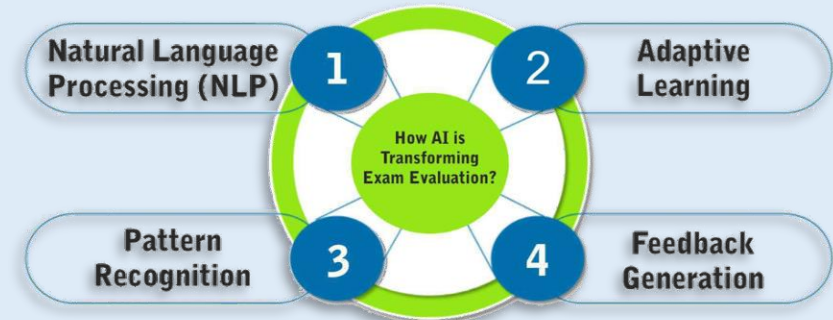 Natural Language
Processing (NLP)
1
2
Adaptive
Learning
How AI is
Transforming
Exam Evaluation?
Pattern
Recognition
3
4
Feedback
Generation